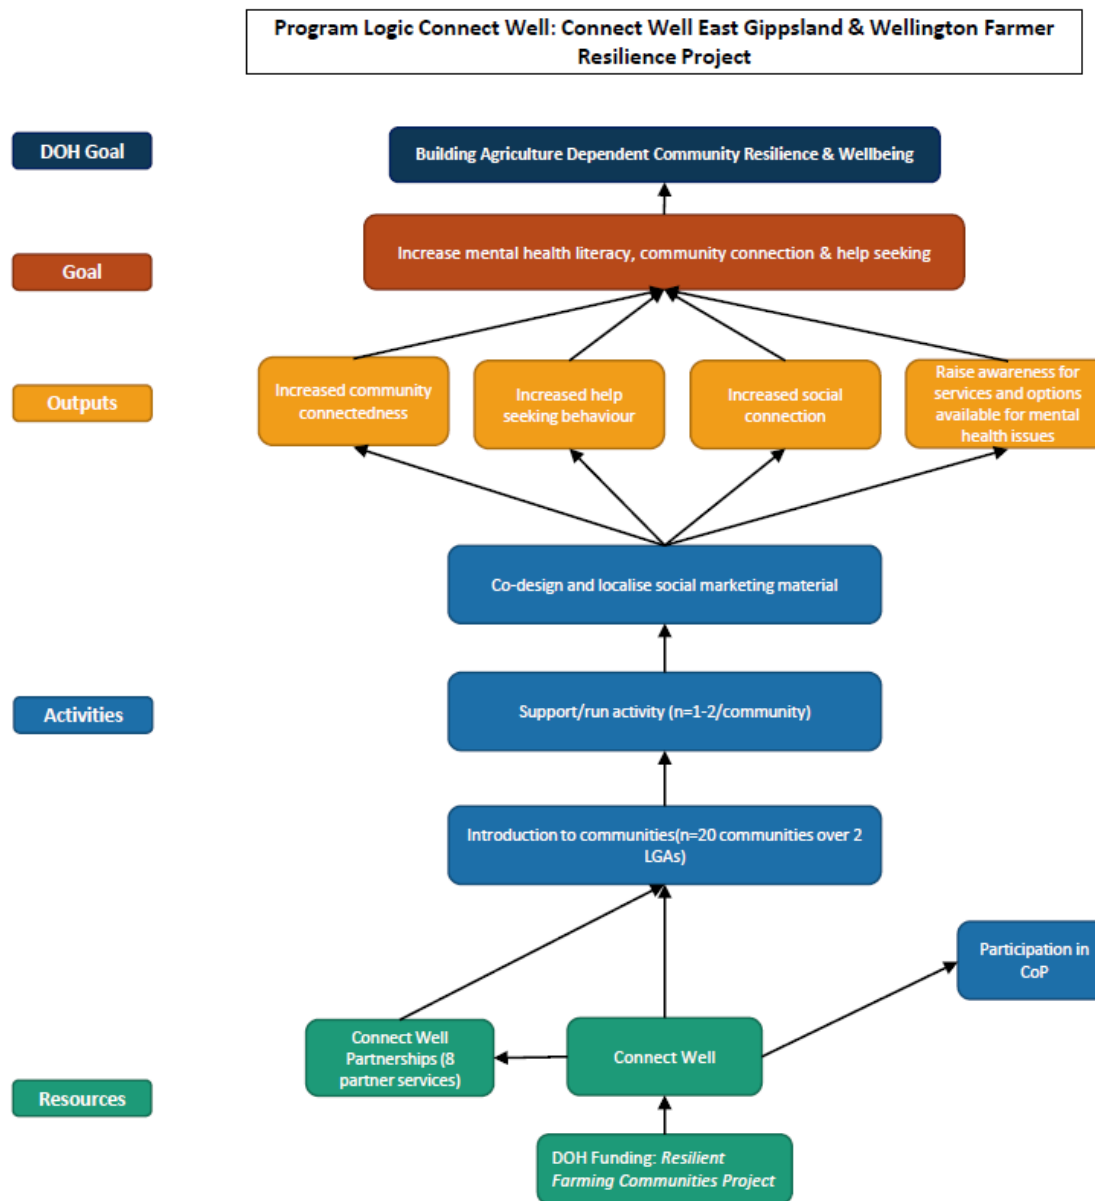 Program Logic Connect Well: Connect Well East Gippsland & Wellington Farmer
Resilience Project
DOH Goal
Building Agriculture Dependent Community Resilience & Wellbeing
Goal
Increase mental health literacy, community connection & help seeking
Outputs
Increased community
connectedness
Increased help
seeking behaviour
Increased social
connection
Raise awareness for
services and options
available for mental
health issues
Co-design and localise social marketing material
Activities
Support/run activity (n=1-2/community)
Introduction to communities(n=20 communities over 2
LGAs)
Participation in
CoP
Resources
Connect Well
Partnerships (8
partner services)
Connect Well
DOH Funding: Resilient
Farming Communities Project